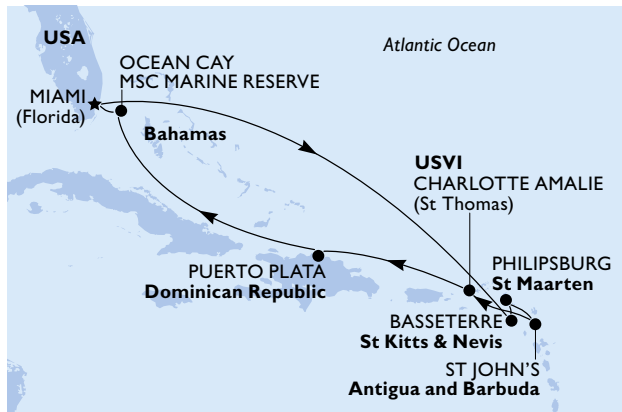 USA
Atlantic Ocean
OCEAN CAY
MSC MARINE RESERVE
MIAMI
(Florida)
Bahamas
USVI
CHARLOTTE AMALIE
(St Thomas)
PUERTO PLATA
Dominican Republic
PHILIPSBURG
St Maarten
BASSETERRE
St Kitts & Nevis
ST JOHN'S
Antigua and Barbuda